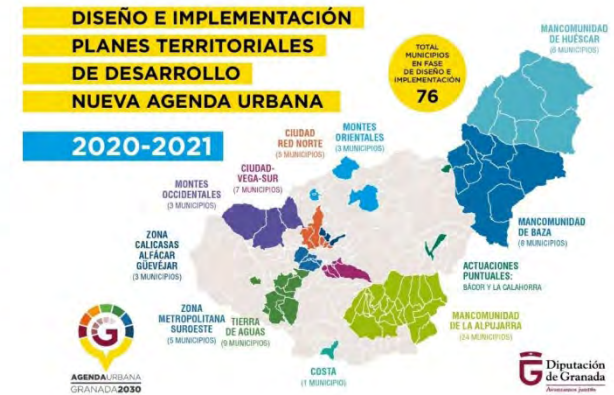 DISEÑO E IMPLEMENTACIÓN
PLANES TERRITORIALES
DE DESARROLLO
NUEVA AGENDA URBANA
2020-2021
TOTAL
MUNICIPIOS
EN FASE
DE DISEÑO E
IMPLEMENTACIÓN
76
MANCOMUNIDAD
DE HUÉSCAR
(6 MUNICIPIOS)
MONTES
ORIENTALES
(3 MUNICIPIOS)
CIUDAD
RED NORTE
(5 MUNICIPIOS)
CIUDAD-
VEGA-SUR
(7 MUNICIPIOS)
MONTES
OCCIDENTALES
(3 MUNICIPIOS)
ZONA
CALICASAS
ALFÁCAR
GÜEVÉJAR
(3 MUNICIPIOS)
MANCOMUNIDAD
DE BAZA
(8 MUNICIPIOS)
ACTUACIONES
PUNTUALES:
BÁCOR Y LA CALAHORRA
ZONA
METROPOLITANA
SUROESTE
(5 MUNICIPIOS)
TIERRA
DE AGUAS
(9 MUNICIPIOS)
MANCOMUNIDAD
DE LA ALPUJARRA
(24 MUNICIPIOS)
COSTA
(1 MUNICIPIO)
G
AGENDAURBANA
GRANADA2030
Diputación
de Granada
Avanzamos juntos